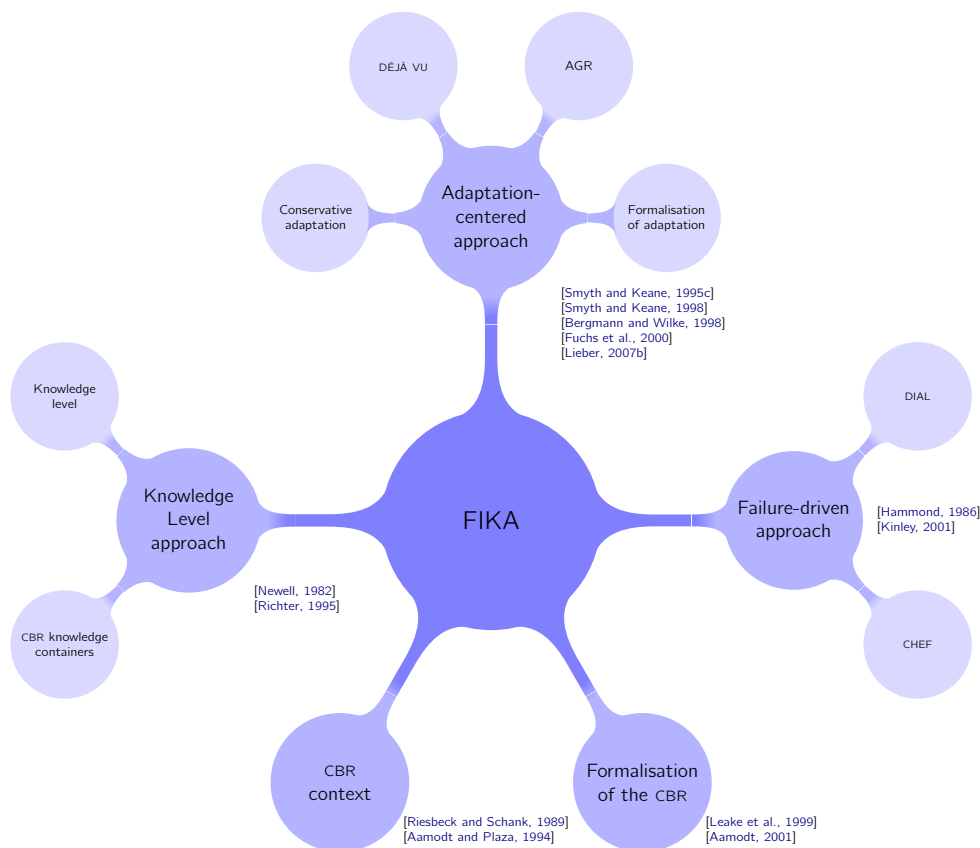 DÉJÀ VU
AGR
Conservative
adaptation
Adaptation-
centered
approach
Formalisation
of adaptation
[Smyth and Keane, 1995c]
[Smyth and Keane, 1998]
[Bergmann and Wilke, 1998]
[Fuchs et al., 2000]
[Lieber, 2007b]
Knowledge
level
DIAL
Knowledge
Level
approach
FIKA
Failure-driven
approach
[Hammond, 1986]
[Kinley, 2001]
[Newell, 1982]
[Richter, 1995]
CBR knowledge
containers
CHEF
CBR
context
Formalisation
of the CBR
[Riesbeck and Schank, 1989]
[Aamodt and Plaza, 1994]
[Leake et al., 1999]
[Aamodt, 2001]